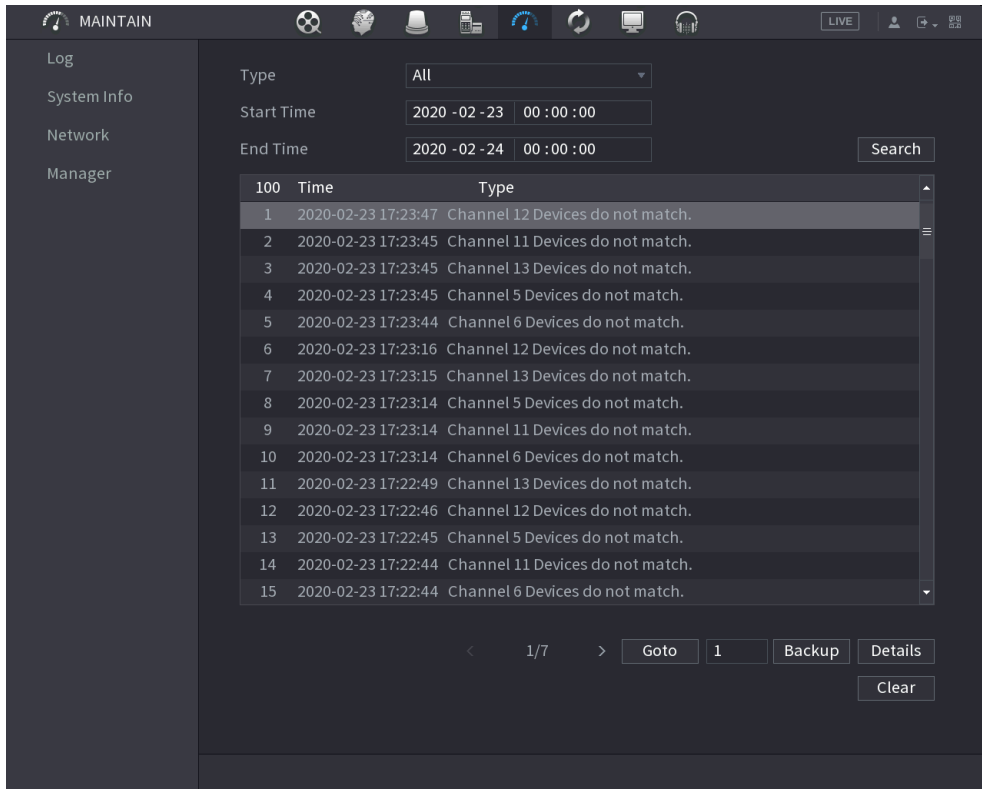 MAINTAIN LIVE
Log
System Info
Network
Manager
Type All
Start Time 2020 -02 -23 00 :00 :00
End Time 2020 -02 -24 00 :00 :00 Search
100 Time Type
1 2020-02-23 17:23:47 Channel 12 Devices do not match.
2 2020-02-23 17:23:45 Channel 11 Devices do not match.
3 2020-02-23 17:23:45 Channel 13 Devices do not match.
4 2020-02-23 17:23:45 Channel 5 Devices do not match.
5 2020-02-23 17:23:44 Channel 6 Devices do not match.
6 2020-02-23 17:23:16 Channel 12 Devices do not match.
7 2020-02-23 17:23:15 Channel 13 Devices do not match.
8 2020-02-23 17:23:14 Channel 5 Devices do not match.
9 2020-02-23 17:23:14 Channel 11 Devices do not match.
10 2020-02-23 17:23:14 Channel 6 Devices do not match.
11 2020-02-23 17:22:49 Channel 13 Devices do not match.
12 2020-02-23 17:22:46 Channel 12 Devices do not match.
13 2020-02-23 17:22:45 Channel 5 Devices do not match.
14 2020-02-23 17:22:44 Channel 11 Devices do not match.
15 2020-02-23 17:22:44 Channel 6 Devices do not match.
< 1/7 > Goto 1 Backup Details
Clear